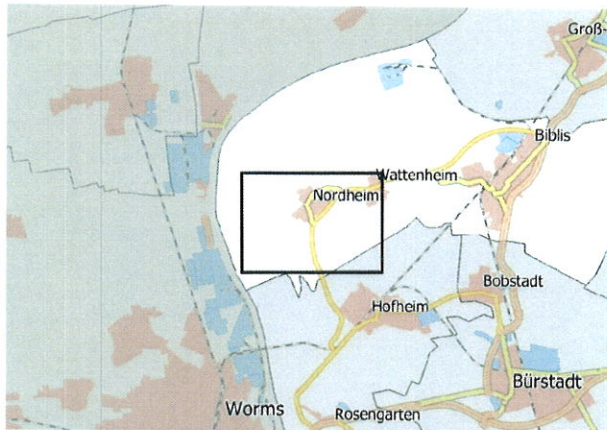 Groß-
Biblis
Wattenheim
Nordheim
Bobstadt
Hofheim
Bürstadt
Worms
Rosengarten